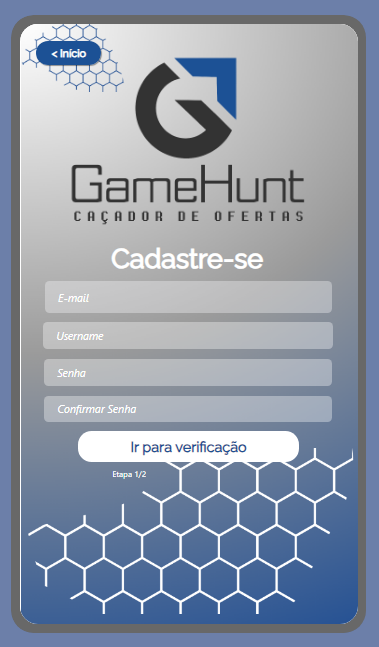 < Início
GameHunt
CAÇADOR DE OFERTAS
Cadastre-se
E-mail
Username
Senha
Confirmar Senha
Ir para verificação
Etapa 1/2